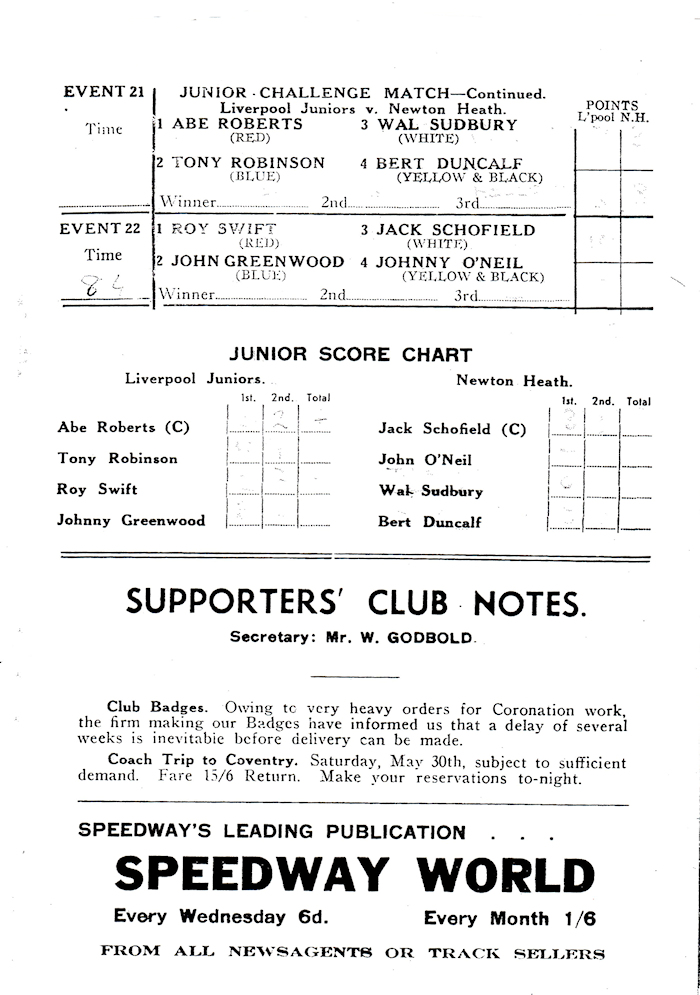 EVENT 21 JUNIOR CHALLENGE MATCH—Continued.
Liverpool Juniors v. Newton Heath.
POINTS
L'pool N.H.
Time
1 ABE ROBERTS 3 WAL SUDBURY
(RED) (WHITE)
2 TONY ROBINSON 4 BERT DUNCALF
(BLUE) (YELLOW & BLACK)
Winner 2nd 3rd
EVENT 22 1 ROY SWIFT 3 JACK SCHOFIELD
(RED) (WHITE)
Time
2 JOHN GREENWOOD 4 JOHNNY O'NEIL
(BLUE) (YELLOW & BLACK)
Winner 2nd 3rd
JUNIOR SCORE CHART
Liverpool Juniors. Newton Heath.
1st. 2nd. Total 1st. 2nd. Total
Abe Roberts (C) Jack Schofield (C)
Tony Robinson John O'Neil
Roy Swift Wal Sudbury
Johnny Greenwood Bert Duncalf
SUPPORTERS' CLUB NOTES.
Secretary: Mr. W. GODBOLD.
Club Badges. Owing to very heavy orders for Coronation work,
the firm making our Badges have informed us that a delay of several
weeks is inevitable before delivery can be made.
Coach Trip to Coventry. Saturday, May 30th, subject to sufficient
demand. Fare 15/6 Return. Make your reservations to-night.
SPEEDWAY'S LEADING PUBLICATION . . .
SPEEDWAY WORLD
Every Wednesday 6d. Every Month 1/6
FROM ALL NEWSAGENTS OR TRACK SELLERS